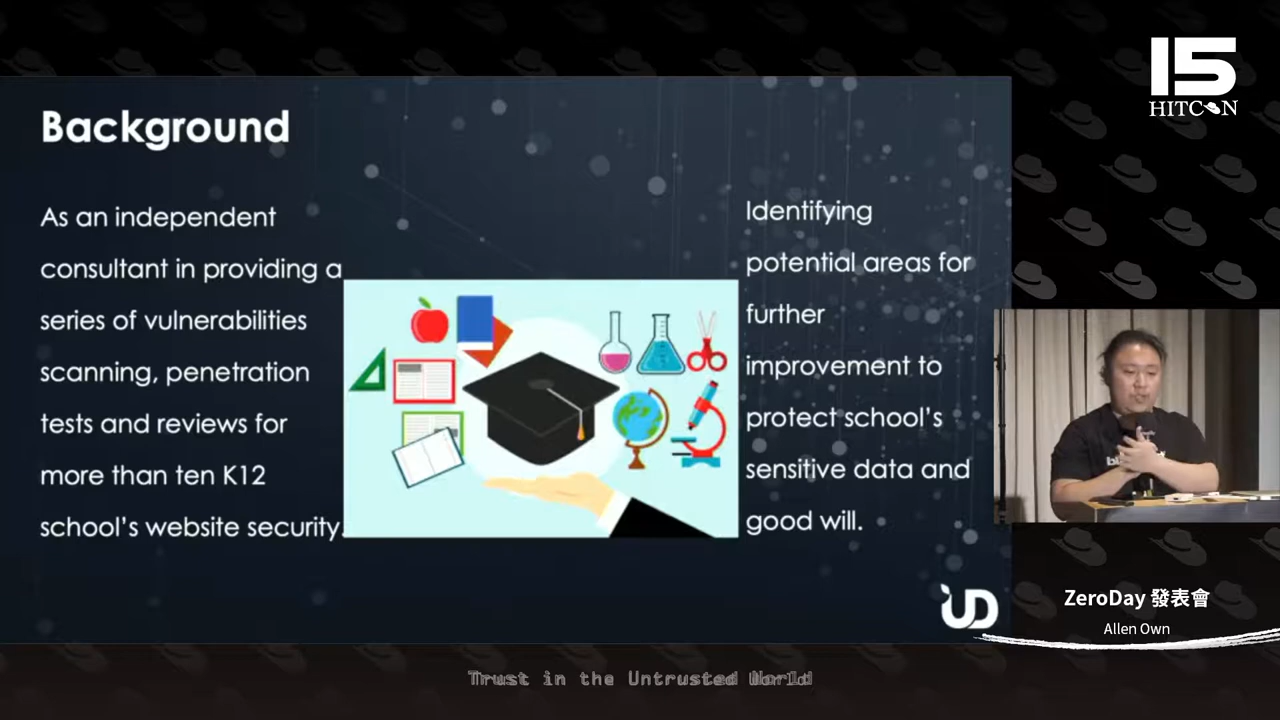 Background
As an independent
consultant in providing a
series of vulnerabilities
scanning, penetration
tests and reviews for
more than ten K12
school's website security.
Identifying
potential areas for
further
improvement to
protect school's
sensitive data and
good will.
UD
15
HITCON
ZeroDay 發表會
Allen Own
Trust in the Untrusted World